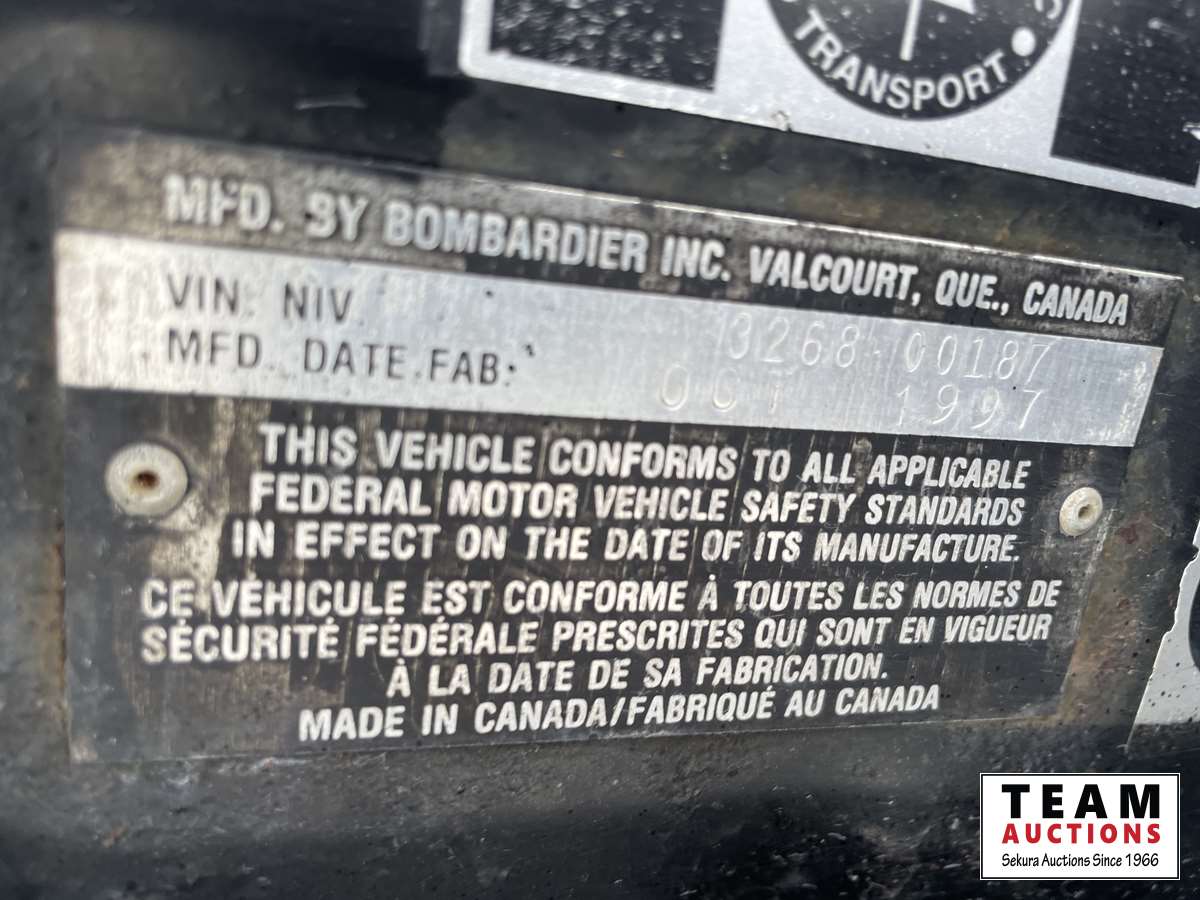 TRANSPORT
MFD. BY BOMBARDIER INC. VALCOURT, QUE., CANADA
VIN. NIV. 3268 00187
MFD. DATE FAB: OCT 1997
THIS VEHICLE CONFORMS TO ALL APPLICABLE
FEDERAL MOTOR VEHICLE SAFETY STANDARDS
IN EFFECT ON THE DATE OF ITS MANUFACTURE.
CE VÉHICULE EST CONFORME À TOUTES LES NORMES DE
SÉCURITÉ FÉDÉRALE PRESCRITES QUI SONT EN VIGUEUR
À LA DATE DE SA FABRICATION.
MADE IN CANADA/FABRIQUÉ AU CANADA
TEAM
AUCTIONS
Sekura Auctions Since 1966